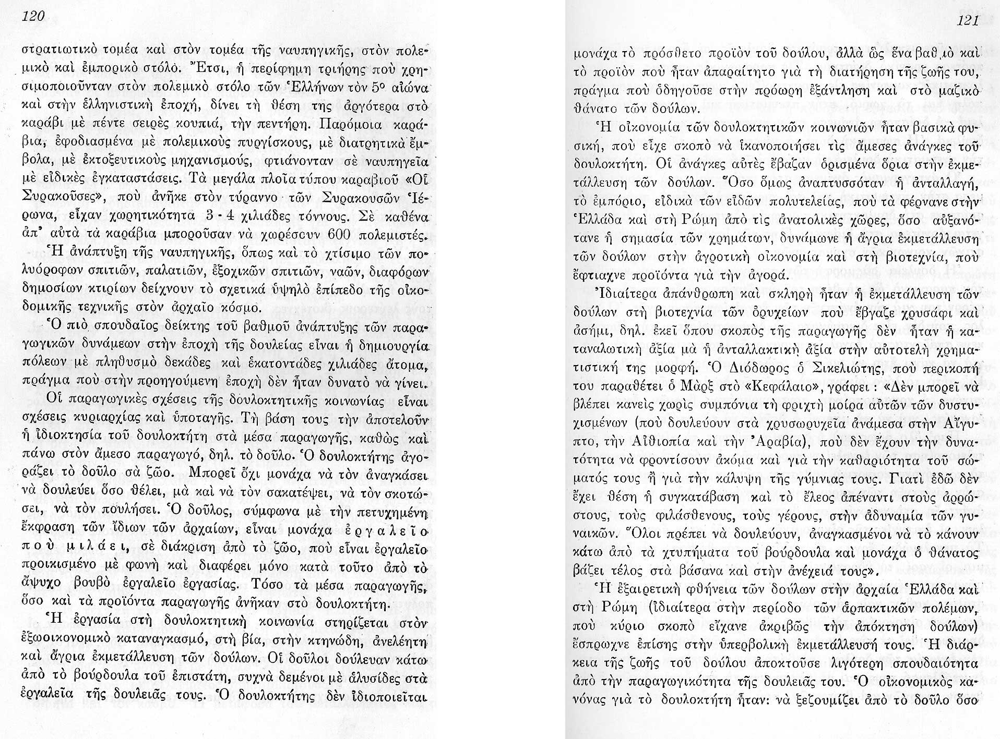 120
στρατιωτικὸ τομέα καὶ στὸν τομέα τῆς ναυπηγικῆς, στὸν πολε-
μικὸ καὶ ἐμπορικὸ στόλο. Ἔτσι, ἡ περίφημη τριήρης ποὺ χρη-
σιμοποιοῦνταν στὸν πολεμικὸ στόλο τῶν Ἑλλήνων τὸν 5ο αἰώνα
καὶ στὴν ἑλληνιστικὴ ἐποχή, δίνει τὴ θέση της ἀργότερα στὸ
καράβι μὲ πέντε σειρὲς κουπιά, τὴν πεντήρη. Παρόμοια καρά-
βια, ἐφοδιασμένα μὲ πολεμικοὺς πυργίσκους, μὲ διατρητικὰ ἔμ-
βολα, μὲ ἐκτοξευτικοὺς μηχανισμούς, φτιάνονταν σὲ ναυπηγεῖα
μὲ εἰδικὲς ἐγκαταστάσεις. Τὰ μεγάλα πλοῖα τύπου καραβιοῦ «Οἱ
Συρακοῦσες», ποὺ ἀνῆκε στὸν τύραννο τῶν Συρακουσῶν Ἱέ-
ρωνα, εἶχαν χωρητικότητα 3 - 4 χιλιάδες τόννους. Σὲ καθένα
ἀπ’ αὐτὰ τὰ καράβια μποροῦσαν νὰ χωρέσουν 600 πολεμιστές.
Ἡ ἀνάπτυξη τῆς ναυπηγικῆς, ὅπως καὶ τὸ χτίσιμο τῶν πο-
λυόροφων σπιτιῶν, παλατιῶν, ἐξοχικῶν σπιτιῶν, ναῶν, διαφόρων
δημοσίων κτιρίων δείχνουν τὸ σχετικά ὑψηλὸ ἐπίπεδο τῆς οἰκο-
δομικῆς τεχνικῆς στὸν ἀρχαῖο κόσμο.
Ὁ πιὸ σπουδαῖος δείκτης τοῦ βαθμοῦ ἀνάπτυξης τῶν παρα-
γωγικῶν δυνάμεων στὴν ἐποχὴ τῆς δουλείας εἶναι ἡ δημιουργία
πόλεων μὲ πληθυσμὸ δεκάδες καὶ ἑκατοντάδες χιλιάδες ἄτομα,
πράγμα ποὺ στὴν προηγούμενη ἐποχὴ δὲν ἦταν δυνατὸ νὰ γίνει.
Οἱ παραγωγικὲς σχέσεις τῆς δουλοκτητικῆς κοινωνίας εἶναι
σχέσεις κυριαρχίας καὶ ὑποταγῆς. Τὴ βάση τους τὴν ἀποτελοῦν
ἡ ἰδιοκτησία τοῦ δουλοκτήτη στὰ μέσα παραγωγῆς, καθὼς καὶ
πάνω στὸν ἄμεσο παραγωγό, δηλ. τὸ δοῦλο. Ὁ δουλοκτήτης ἀγο-
ράζει τὸ δοῦλο σὰ ζῶο. Μπορεῖ ὄχι μονάχα νὰ τὸν ἀναγκάσει
νὰ δουλεύει ὅσο θέλει, μὰ καὶ νὰ τὸν σακατέψει, νὰ τὸν σκοτώ-
σει, νὰ τὸν πουλήσει. Ὁ δοῦλος, σύμφωνα μὲ τὴν πετυχημένη
ἔκφραση τῶν ἴδιων τῶν ἀρχαίων, εἶναι μονάχα ἐργαλεῖο
ποὺ μιλάει, σὲ διάκριση ἀπὸ τὸ ζῶο, ποὺ εἶναι ἐργαλεῖο
προικισμένο μὲ φωνὴ καὶ διαφέρει μόνο κατὰ τοῦτο ἀπὸ τὸ
ἄψυχο βουβὸ ἐργαλεῖο ἐργασίας. Τόσο τὰ μέσα παραγωγῆς,
ὅσο καὶ τὰ προϊόντα παραγωγῆς ἀνῆκαν στὸ δουλοκτήτη.
Ἡ ἐργασία στὴ δουλοκτητικὴ κοινωνία στηρίζεται στὸν
ἐξωοικονομικὸ καταναγκασμό, στὴ βία, στὴν κτηνώδη, ἀνελέητη
καὶ ἄγρια ἐκμετάλλευση τῶν δούλων. Οἱ δοῦλοι δούλευαν κάτω
ἀπὸ τὸ βούρδουλα τοῦ ἐπιστάτη, συχνὰ δεμένοι μὲ ἁλυσίδες στὰ
ἐργαλεῖα τῆς δουλειᾶς τους. Ὁ δουλοκτήτης δὲν ἰδιοποιεῖται
121
μονάχα τὸ πρόσθετο προϊὸν τοῦ δούλου, ἀλλὰ ὣς ἕνα βαθμὸ καὶ
τὸ προϊὸν ποὺ ἦταν ἀπαραίτητο γιὰ τὴ διατήρηση τῆς ζωῆς του,
πράγμα ποὺ ὁδηγοῦσε στὴν πρόωρη ἐξάντληση καὶ στὸ μαζικὸ
θάνατο τῶν δούλων.
Ἡ οἰκονομία τῶν δουλοκτητικῶν κοινωνιῶν ἦταν βασικὰ φυ-
σική, ποὺ εἶχε σκοπὸ νὰ ἱκανοποιήσει τὶς ἄμεσες ἀνάγκες τοῦ
δουλοκτήτη. Οἱ ἀνάγκες αὐτὲς ἔβαζαν ὁρισμένα ὅρια στὴν ἐκμε-
τάλλευση τῶν δούλων. Ὅσο ὅμως ἀναπτυσσόταν ἡ ἀνταλλαγή,
τὸ ἐμπόριο, εἰδικὰ τῶν εἰδῶν πολυτελείας, ποὺ τὰ φέρνανε στὴν
Ἑλλάδα καὶ στὴ Ρώμη ἀπὸ τὶς ἀνατολικὲς χῶρες, ὅσο αὐξανό-
τανε ἡ σημασία τῶν χρημάτων, δυνάμωνε ἡ ἄγρια ἐκμετάλλευση
τῶν δούλων στὴν ἀγροτικὴ οἰκονομία καὶ στὴ βιοτεχνία, ποὺ
ἔφτιαχνε προϊόντα γιὰ τὴν ἀγορά.
Ἰδιαίτερα ἀπάνθρωπη καὶ σκληρὴ ἦταν ἡ ἐκμετάλλευση τῶν
δούλων στὴ βιοτεχνία τῶν ὀρυχείων ποὺ ἔβγαζε χρυσάφι καὶ
ἀσήμι, δηλ. ἐκεῖ ὅπου σκοπὸς τῆς παραγωγῆς δὲν ἦταν ἡ κα-
ταναλωτικὴ ἀξία μὰ ἡ ἀνταλλακτικὴ ἀξία στὴν αὐτοτελὴ χρημα-
τιστική της μορφή. Ὁ Διόδωρος ὁ Σικελιώτης, ποὺ περικοπή
του παραθέτει ὁ Μὰρξ στὸ «Κεφάλαιο», γράφει : «Δὲν μπορεῖ νὰ
βλέπει κανεὶς χωρὶς συμπόνια τὴ φριχτὴ μοίρα αὐτῶν τῶν δυστυ-
χισμένων (ποὺ δουλεύουν στὰ χρυσωρυχεῖα ἀνάμεσα στὴν Αἴγυ-
πτο, τὴν Αἰθιοπία καὶ τὴν Ἀραβία), ποὺ δὲν ἔχουν τὴν δυνα-
τότητα νὰ φροντίσουν ἀκόμα καὶ γιὰ τὴν καθαριότητα τοῦ σώ-
ματός τους ἢ γιὰ τὴν κάλυψη τῆς γύμνιας τους. Γιατὶ ἐδῶ δὲν
ἔχει θέση ἡ συγκατάβαση καὶ τὸ ἔλεος ἀπέναντι στοὺς ἀρρώ-
στους, τοὺς φιλάσθενους, τοὺς γέρους, στὴν ἀδυναμία τῶν γυ-
ναικῶν. Ὅλοι πρέπει νὰ δουλεύουν, ἀναγκασμένοι νὰ τὸ κάνουν
κάτω ἀπὸ τὰ χτυπήματα τοῦ βούρδουλα καὶ μονάχα ὁ θάνατος
βάζει τέλος στὰ βάσανα καὶ στὴν ἀνέχειά τους».
Ἡ ἐξαιρετικὴ φθήνεια τῶν δούλων στὴν ἀρχαία Ἑλλάδα καὶ
στὴ Ρώμη (ἰδιαίτερα στὴν περίοδο τῶν ἁρπακτικῶν πολέμων,
ποὺ κύριο σκοπὸ εἴχανε ἀκριβῶς τὴν ἀπόκτηση δούλων)
ἔσπρωχνε ἐπίσης στὴν ὑπερβολικὴ ἐκμετάλλευσή τους. Ἡ διάρ-
κεια τῆς ζωῆς τοῦ δούλου ἀποκτοῦσε λιγότερη σπουδαιότητα
ἀπὸ τὴν παραγωγικότητα τῆς δουλειᾶς του. Ὁ οἰκονομικὸς κα-
νόνας γιὰ τὸ δουλοκτήτη ἦταν: νὰ ξεζουμίζει ἀπὸ τὸ δοῦλο ὅσο